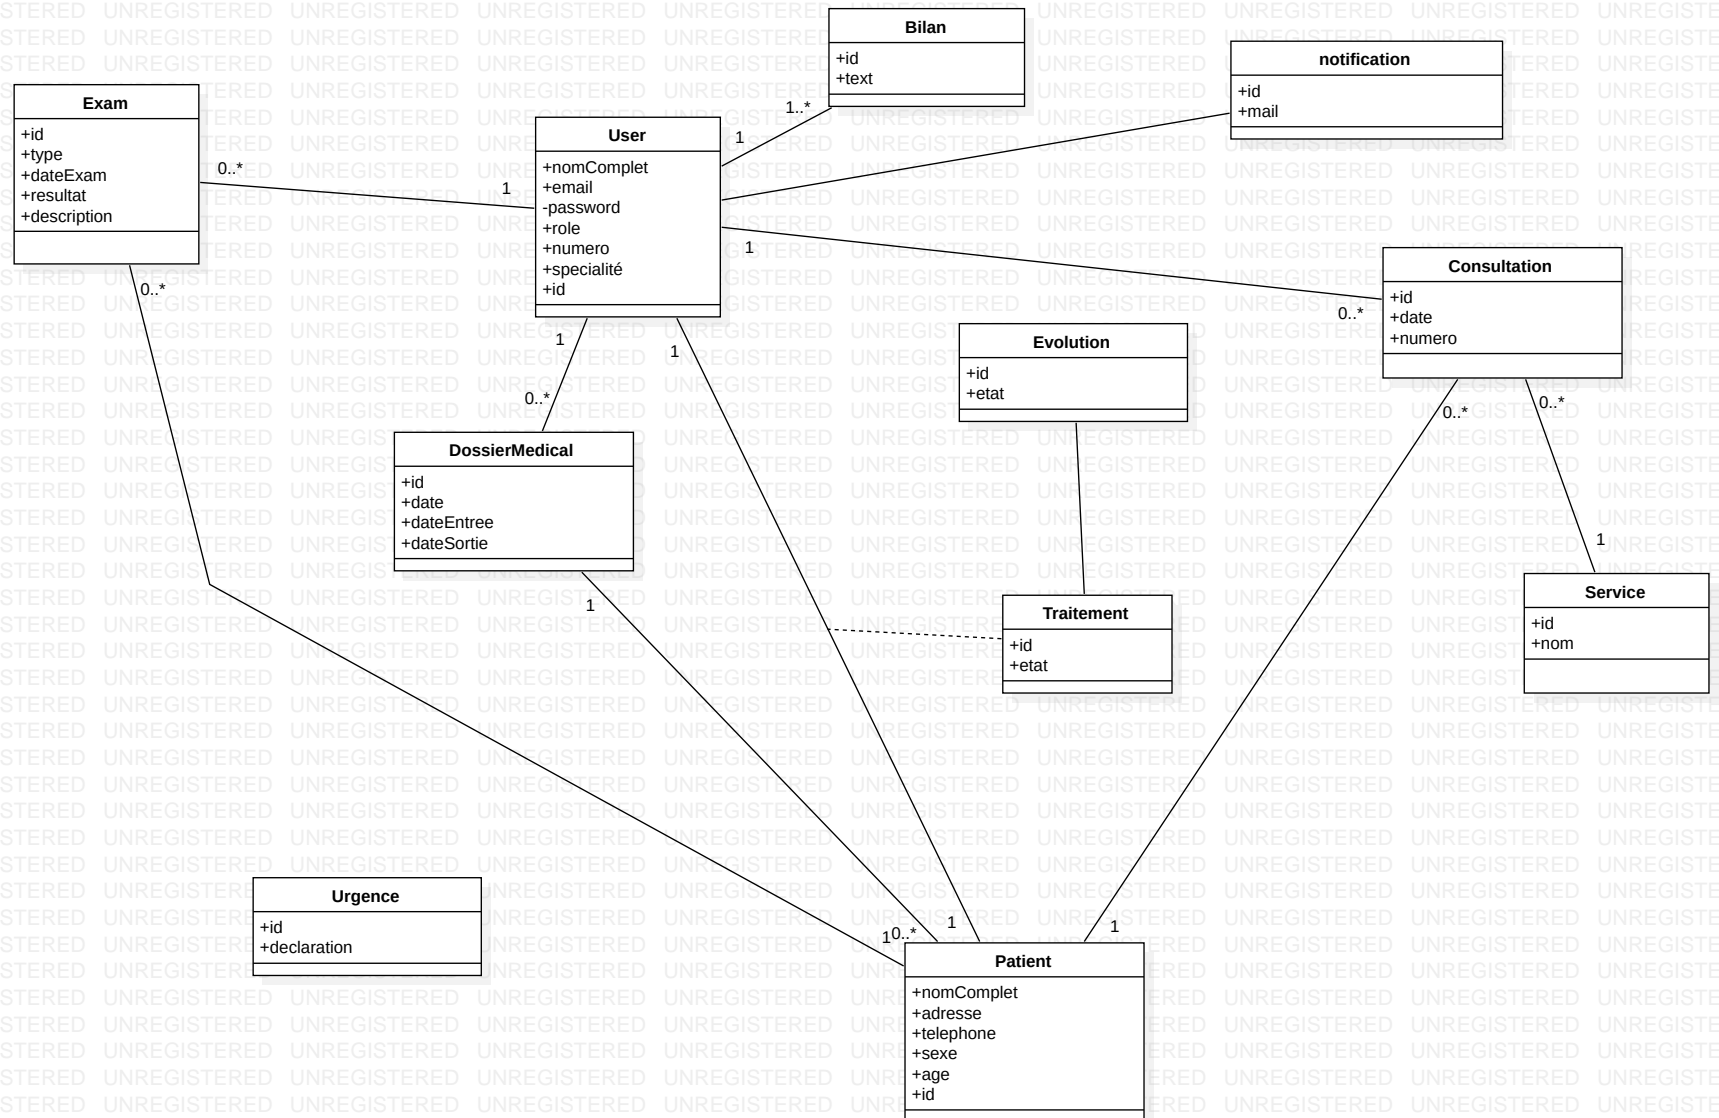 Bilan
+id
+text
notification
+id
+mail
Exam
+id
+type
+dateExam
+resultat
+description
User
+nomComplet
+email
-password
+role
+numero
+specialité
+id
1..*
1
0..*
1
1
0..*
Consultation
+id
+date
+numero
0..*
1
1
0..*
Evolution
+id
+etat
0..*
0..*
DossierMedical
+id
+date
+dateEntree
+dateSortie
1
1
Traitement
+id
+etat
Service
+id
+nom
Urgence
+id
+declaration
1
0..*
1
1
Patient
+nomComplet
+adresse
+telephone
+sexe
+age
+id
UNREGISTERED